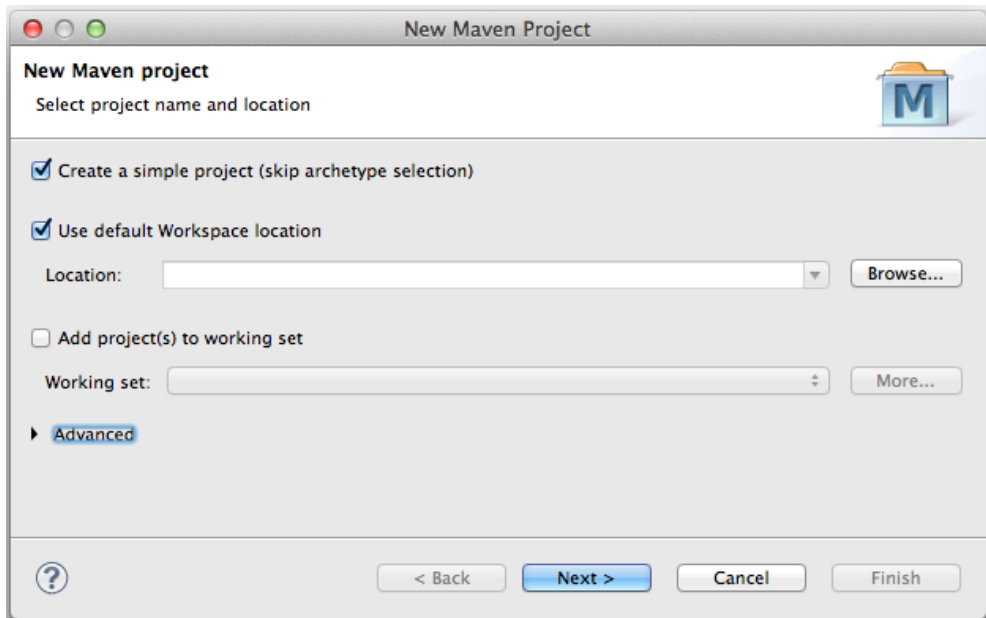 New Maven Project
New Maven project
Select project name and location
M
Create a simple project (skip archetype selection)
Use default Workspace location
Location: Browse...
Add project(s) to working set
Working set: More...
Advanced
? < Back Next > Cancel Finish